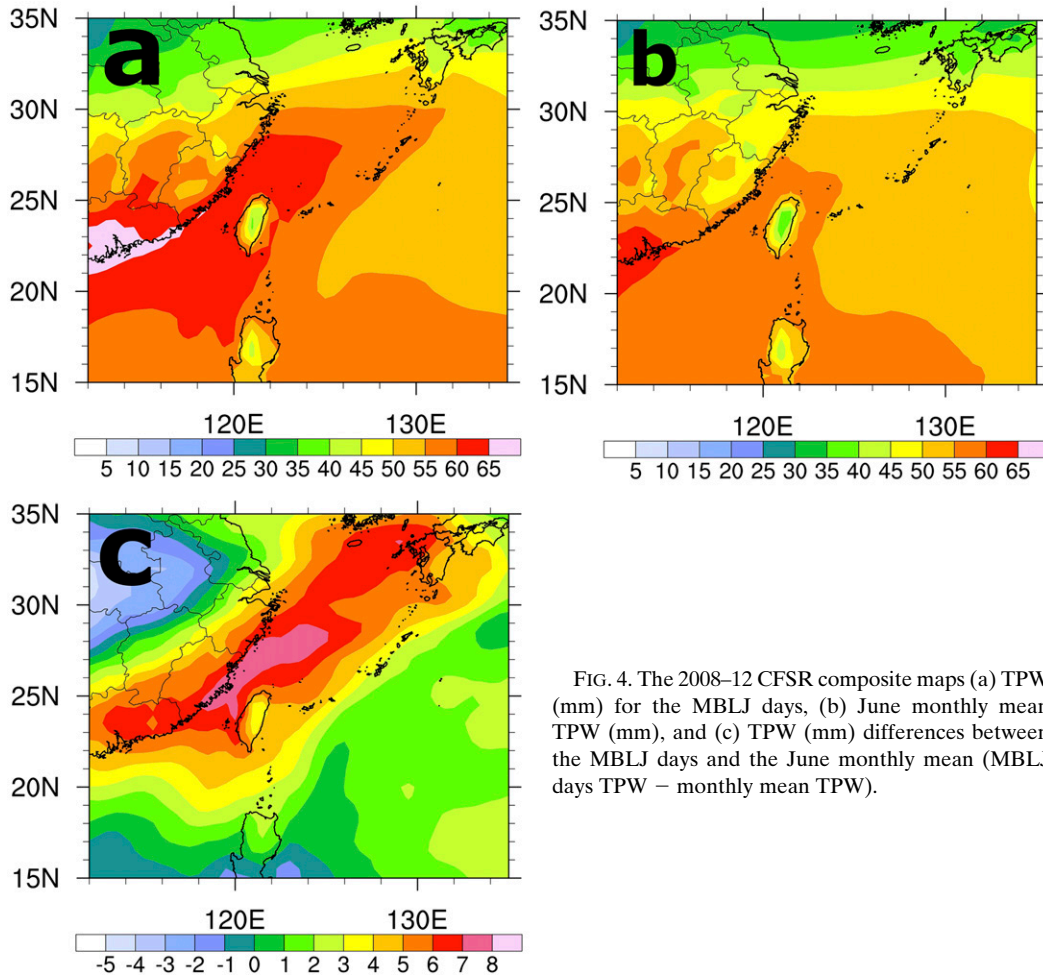 a
35N
30N
25N
20N
15N
120E 130E
5 10 15 20 25 30 35 40 45 50 55 60 65
b
35N
30N
25N
20N
15N
120E 130E
5 10 15 20 25 30 35 40 45 50 55 60 65
c
35N
30N
25N
20N
15N
120E 130E
-5 -4 -3 -2 -1 0 1 2 3 4 5 6 7 8
FIG. 4. The 2008–12 CFSR composite maps (a) TPW
(mm) for the MBLJ days, (b) June monthly mean
TPW (mm), and (c) TPW (mm) differences between
the MBLJ days and the June monthly mean (MBLJ
days TPW − monthly mean TPW).